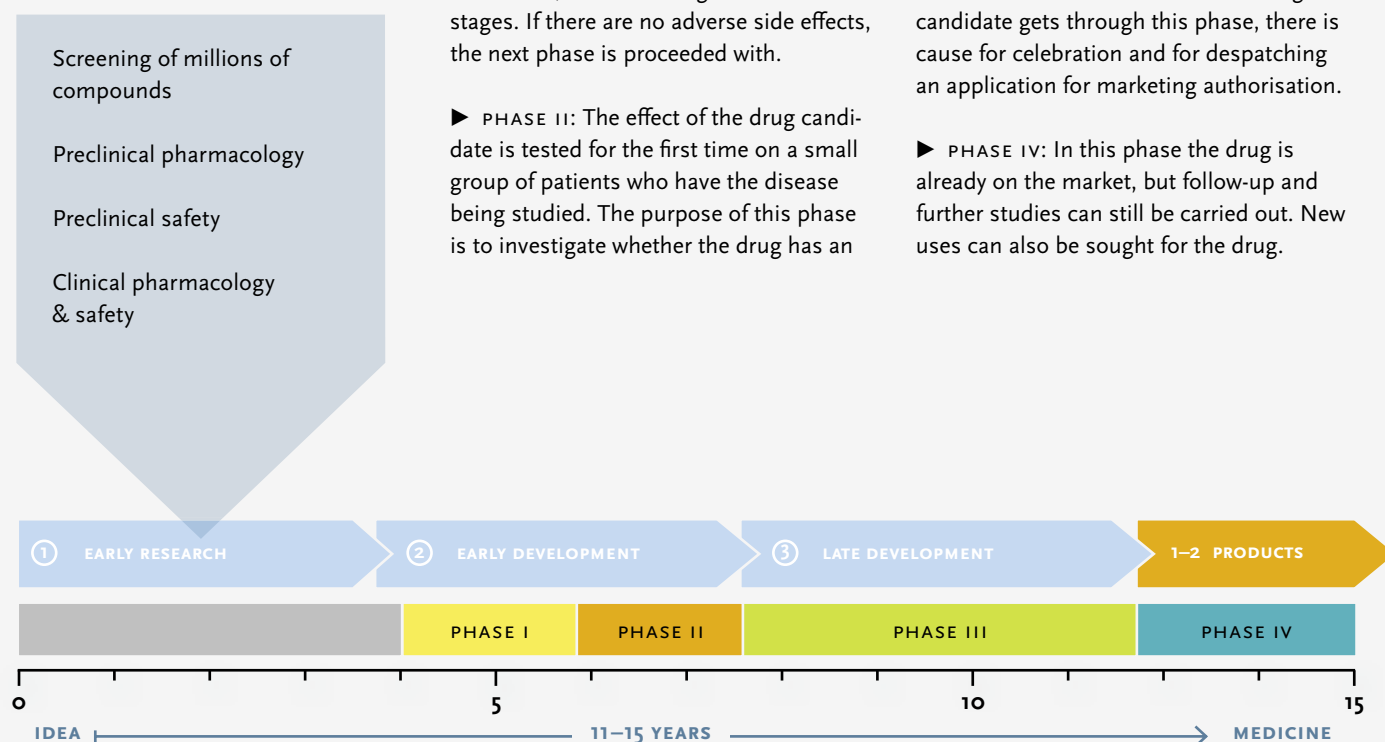 Screening of millions of
compounds
Preclinical pharmacology
Preclinical safety
Clinical pharmacology
& safety
stages. If there are no adverse side effects,
the next phase is proceeded with.
▶ PHASE II: The effect of the drug candi-
date is tested for the first time on a small
group of patients who have the disease
being studied. The purpose of this phase
is to investigate whether the drug has an
candidate gets through this phase, there is
cause for celebration and for despatching
an application for marketing authorisation.
▶ PHASE IV: In this phase the drug is
already on the market, but follow-up and
further studies can still be carried out. New
uses can also be sought for the drug.
1 EARLY RESEARCH
2 EARLY DEVELOPMENT
3 LATE DEVELOPMENT
1–2 PRODUCTS
PHASE I
PHASE II
PHASE III
PHASE IV
0 5 10 15
IDEA 11–15 YEARS MEDICINE